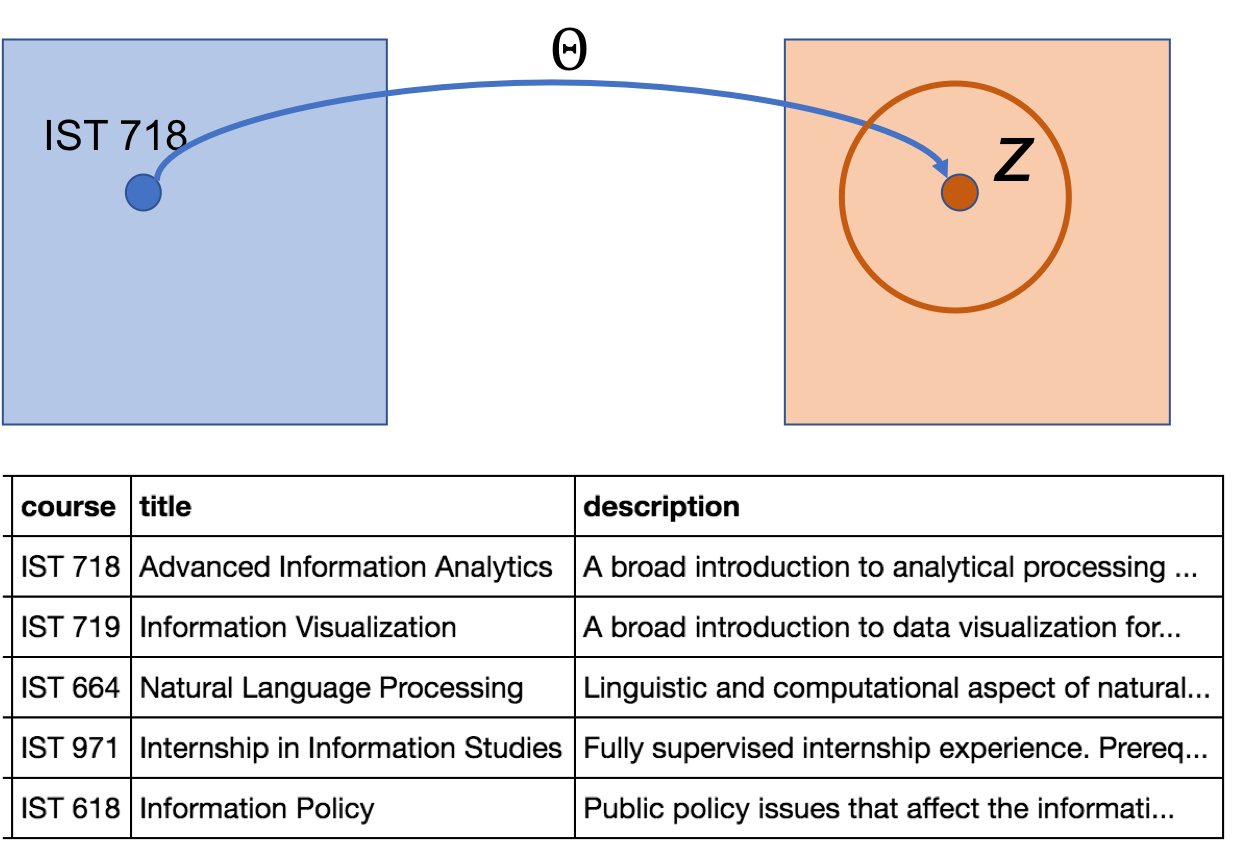 Θ
IST 718
z
course title description
IST 718 Advanced Information Analytics A broad introduction to analytical processing ...
IST 719 Information Visualization A broad introduction to data visualization for...
IST 664 Natural Language Processing Linguistic and computational aspect of natural...
IST 971 Internship in Information Studies Fully supervised internship experience. Prereq...
IST 618 Information Policy Public policy issues that affect the informati...